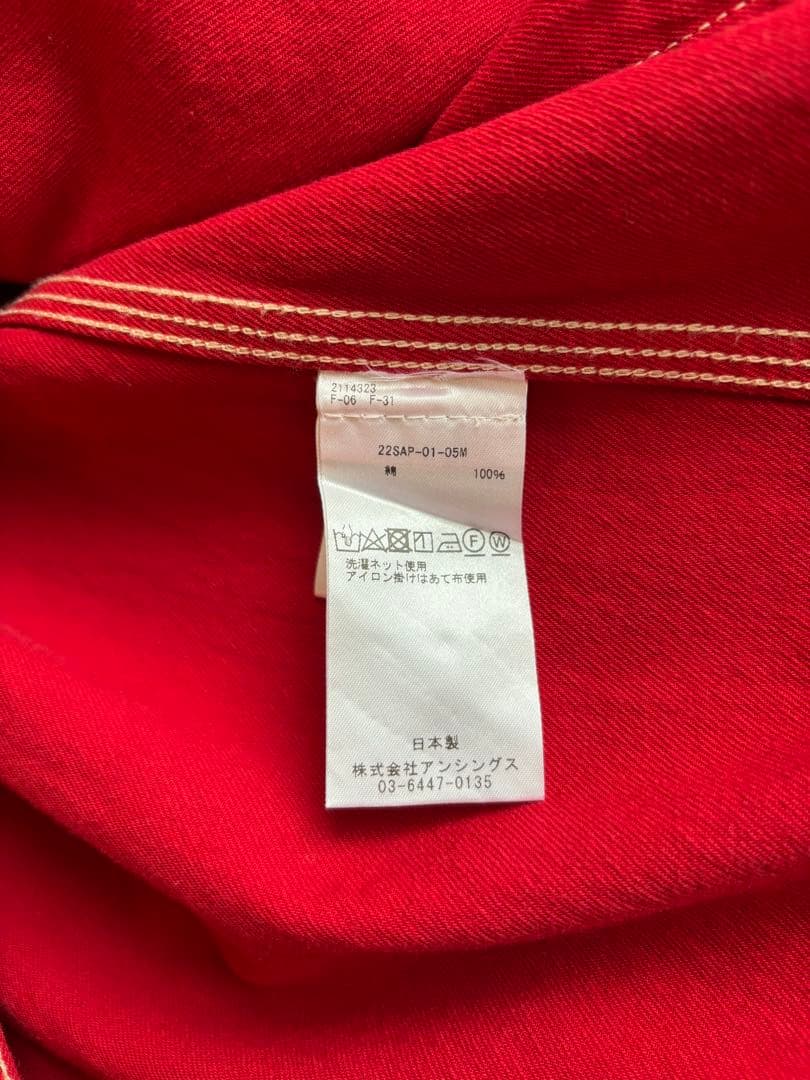 2114323
F-06 F-31
22SAP-01-05M
綿 100%
F W
洗濯ネット使用
アイロン掛けはあて布使用
日本製
株式会社アンシングス
03-6447-0135